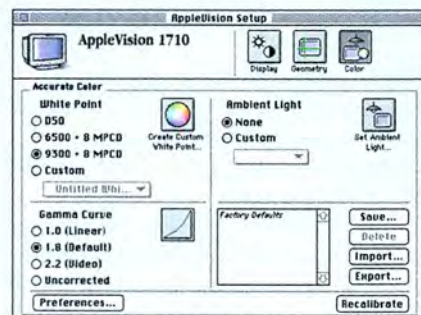 AppleVision Setup
AppleVision 1710
Display
Geometry
Color
Accurate Color
White Point
D50
6500 + 8 MPCD
9300 + 8 MPCD
Custom
Untitled Whi...
Create Custom
White Point...
Ambient Light
None
Custom
Set Ambient
Light...
Gamma Curve
1.0 (Linear)
1.8 (Default)
2.2 (Video)
Uncorrected
Factory Defaults
Save...
Delete
Import...
Export...
Preferences...
Recalibrate